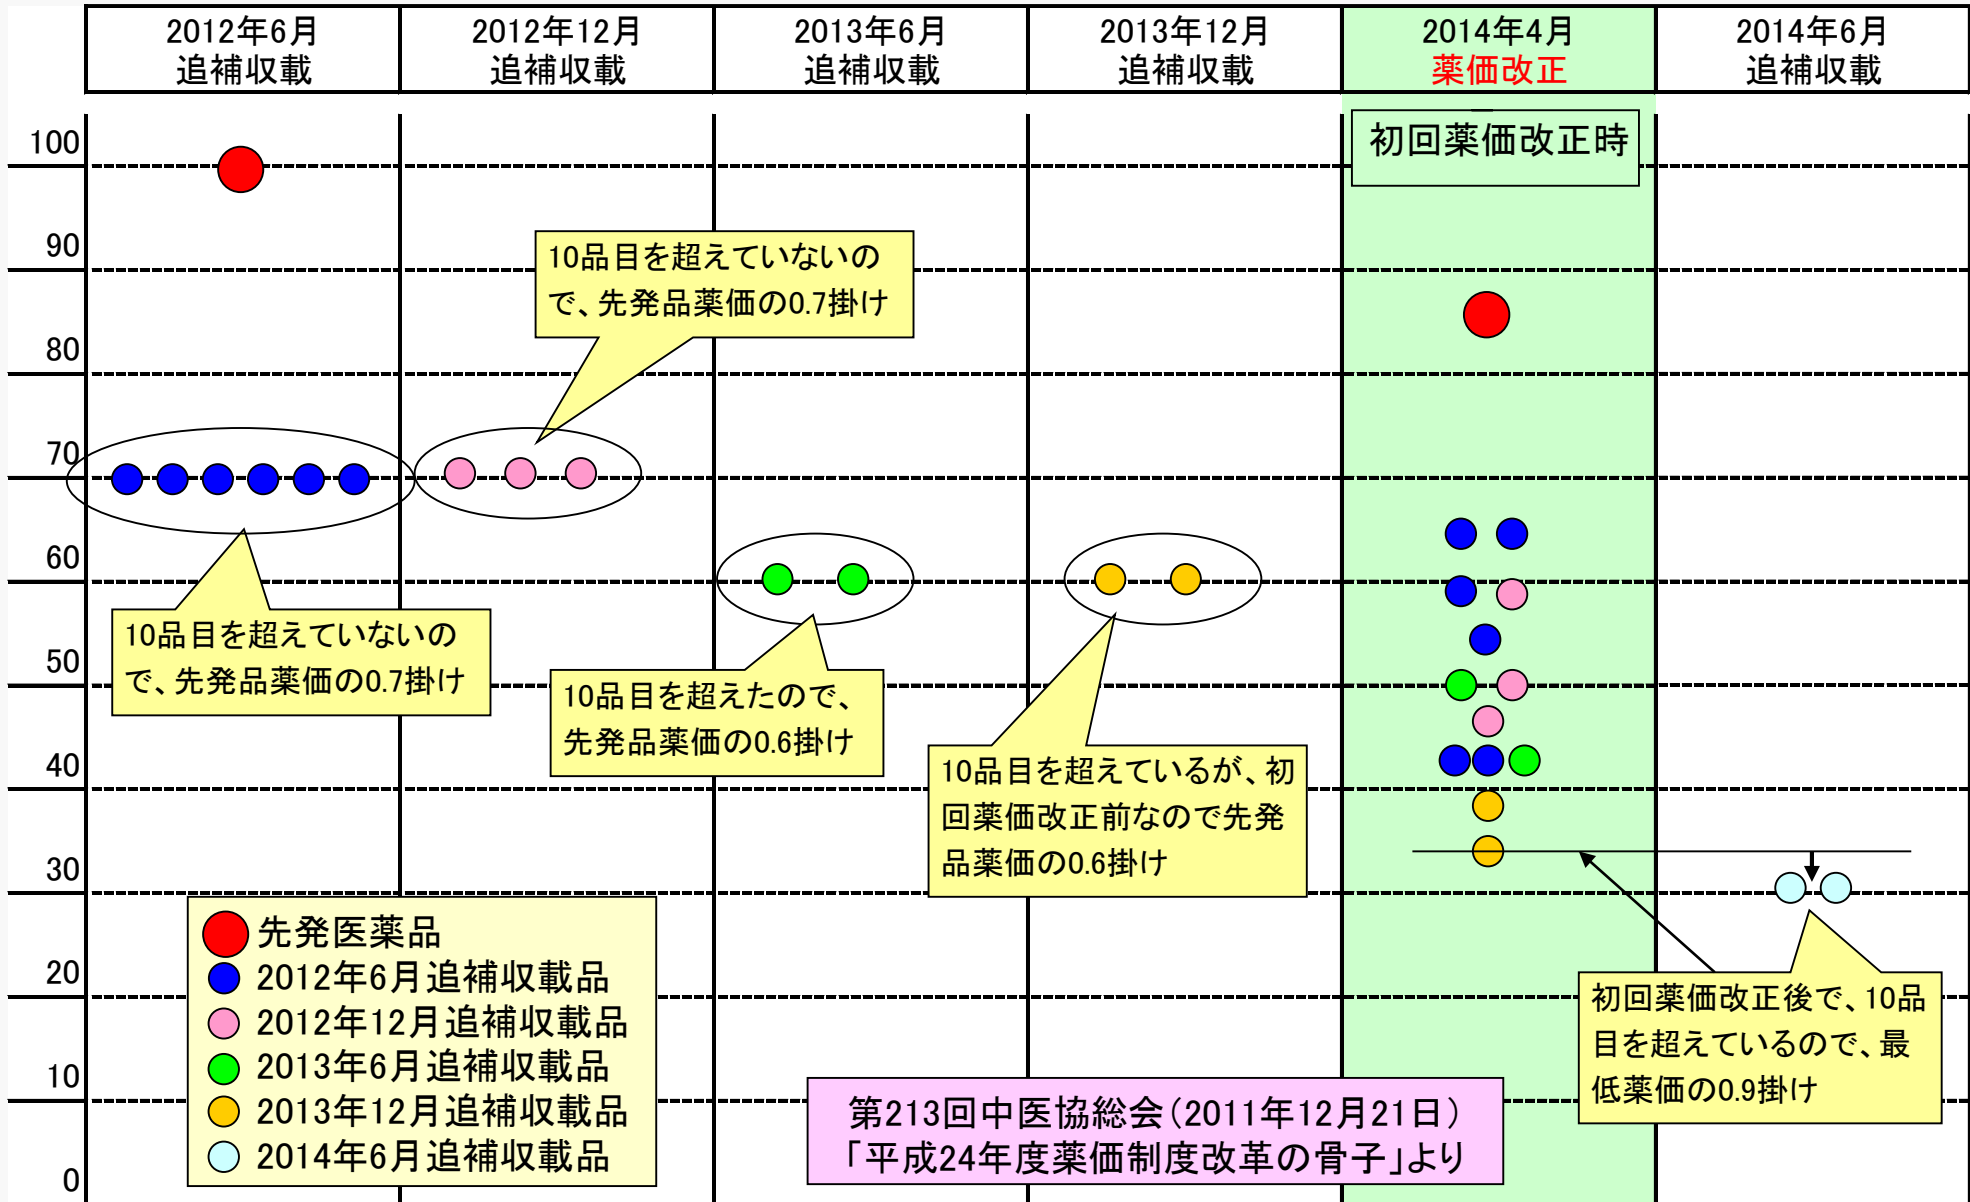 2012年6月
追補収載
2012年12月
追補収載
2013年6月
追補収載
2013年12月
追補収載
2014年4月
薬価改正
2014年6月
追補収載
初回薬価改正時
100
90
80
70
60
50
40
30
20
10
0
10品目を超えていないの
で、先発品薬価の0.7掛け
10品目を超えていないの
で、先発品薬価の0.7掛け
10品目を超えたので、
先発品薬価の0.6掛け
10品目を超えているが、初
回薬価改正前なので先発
品薬価の0.6掛け
初回薬価改正後で、10品
目を超えているので、最
低薬価の0.9掛け
先発医薬品
2012年6月追補収載品
2012年12月追補収載品
2013年6月追補収載品
2013年12月追補収載品
2014年6月追補収載品
第213回中医協総会(2011年12月21日)
「平成24年度薬価制度改革の骨子」より